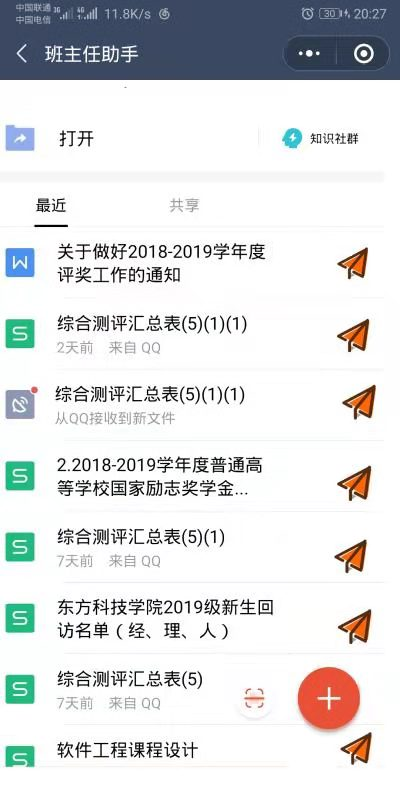 中国联通
中国电信
3G
4G
11.8K/s
30
20:27
班主任助手
打开
知识社群
最近
共享
W
关于做好2018-2019学年度
评奖工作的通知
S
综合测评汇总表(5)(1)(1)
2天前 来自 QQ
综合测评汇总表(5)(1)(1)
从QQ接收到新文件
S
2.2018-2019学年度普通高
等学校国家励志奖学金...
S
综合测评汇总表(5)(1)
7天前 来自 QQ
S
东方科技学院2019级新生回
访名单（经、理、人）
S
综合测评汇总表(5)
7天前 来自 QQ
S
软件工程课程设计